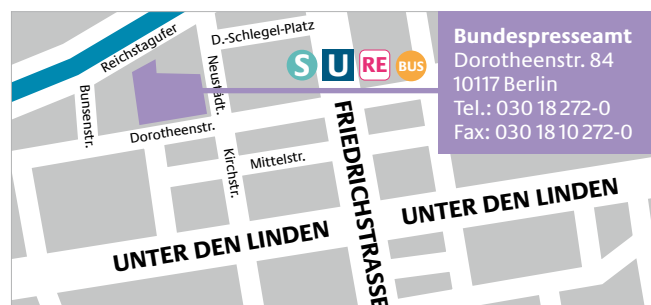 Reichstagufer
D.-Schlegel-Platz
S U RE BUS
Bundespresseamt
Dorotheenstr. 84
10117 Berlin
Tel.: 030 18 272-0
Fax: 030 18 10 272-0
Bunsenstr.
Neustädt.
Kirchstr.
Dorotheenstr.
Mittelstr.
FRIEDRICHSTRASSE
UNTER DEN LINDEN
UNTER DEN LINDEN